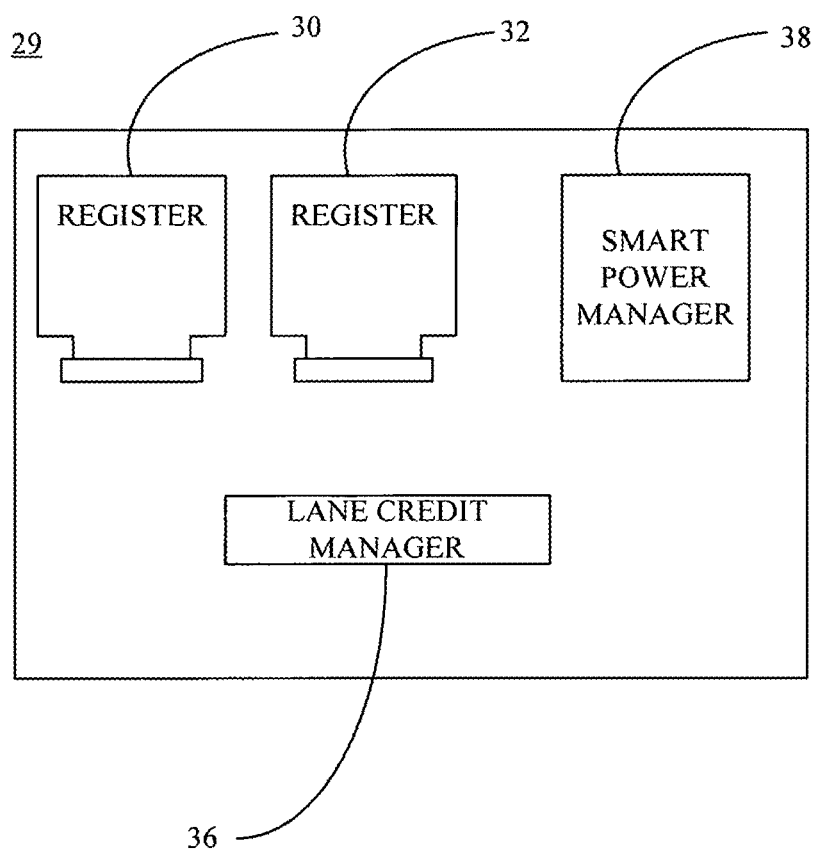 29
30
32
38
REGISTER
REGISTER
SMART
POWER
MANAGER
LANE CREDIT
MANAGER
36